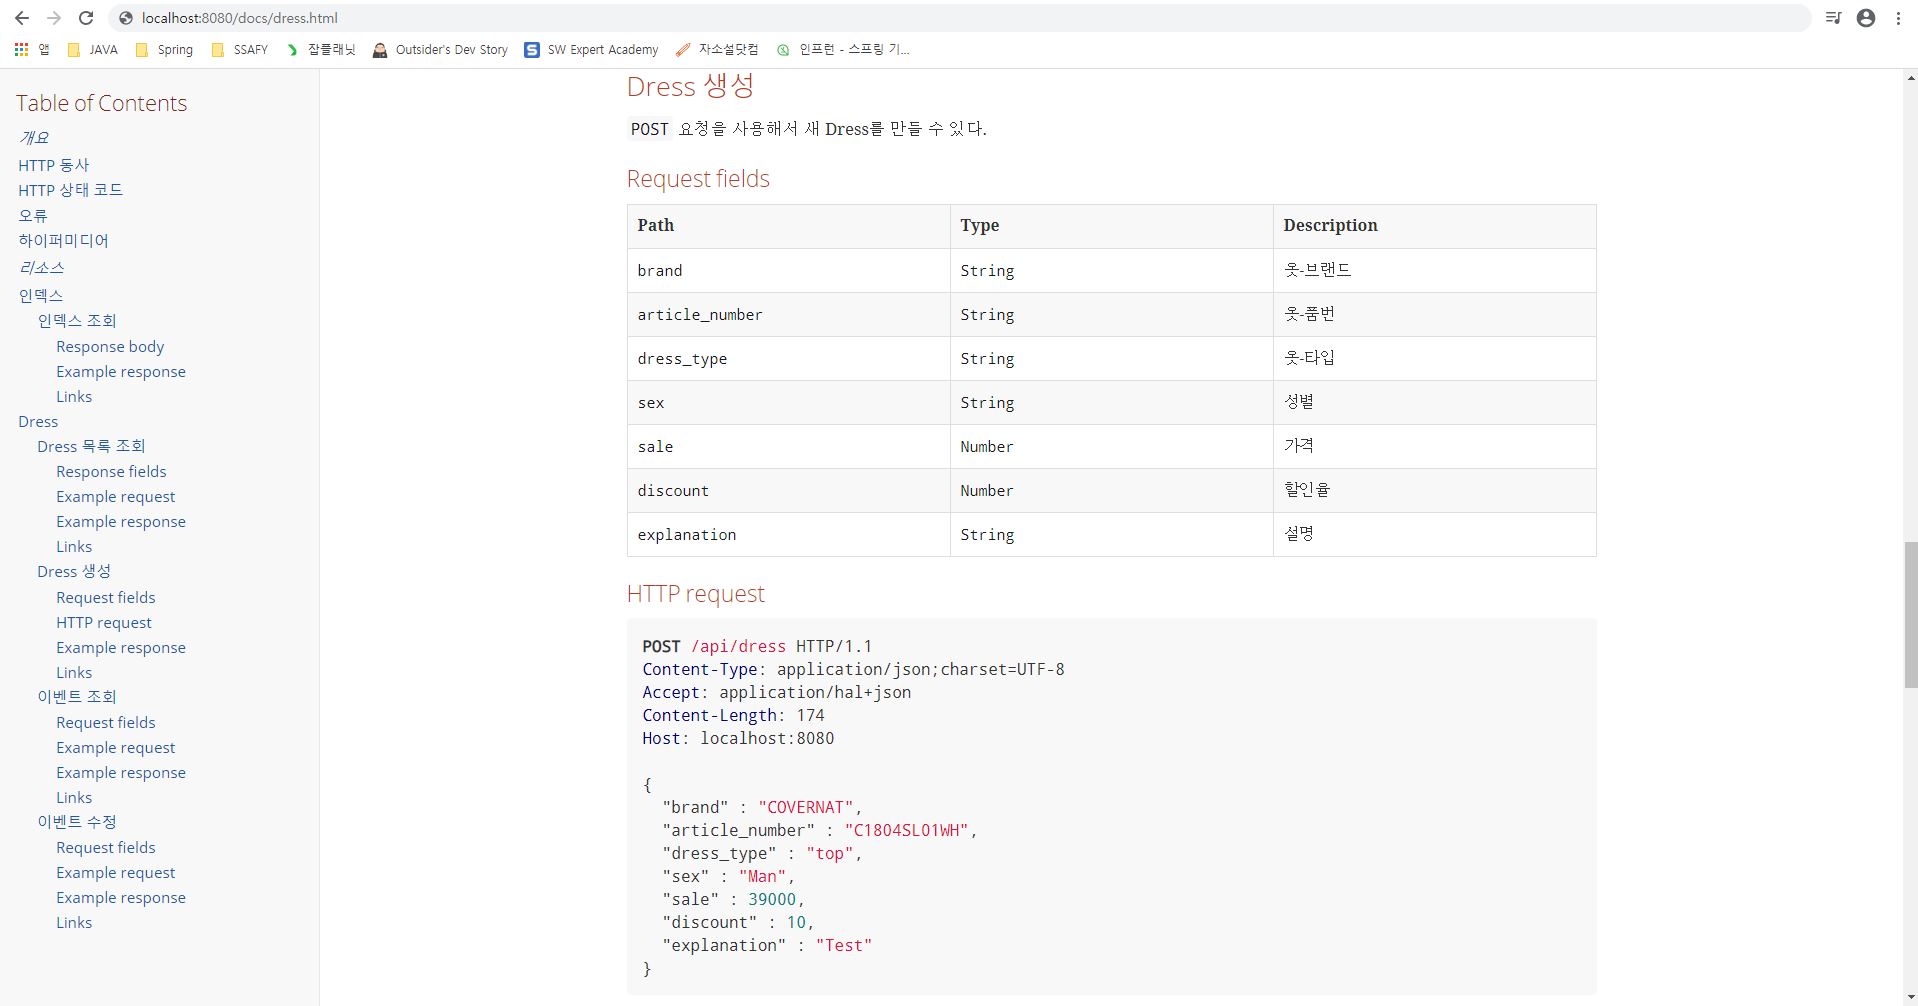 localhost:8080/docs/dress.html
앱 JAVA Spring SSAFY 잡플래닛 Outsider's Dev Story SW Expert Academy 자소설닷컴 인프런 - 스프링 기...
Table of Contents
개요
HTTP 동사
HTTP 상태 코드
오류
하이퍼미디어
리소스
인덱스
인덱스 조회
Response body
Example response
Links
Dress
Dress 목록 조회
Response fields
Example request
Example response
Links
Dress 생성
Request fields
HTTP request
Example response
Links
이벤트 조회
Request fields
Example request
Example response
Links
이벤트 수정
Request fields
Example request
Example response
Links
Dress 생성
POST 요청을 사용해서 새 Dress를 만들 수 있다.
Request fields
Path Type Description
brand String 옷-브랜드
article_number String 옷-품번
dress_type String 옷-타입
sex String 성별
sale Number 가격
discount Number 할인율
explanation String 설명
HTTP request
POST /api/dress HTTP/1.1
Content-Type: application/json;charset=UTF-8
Accept: application/hal+json
Content-Length: 174
Host: localhost:8080
{
"brand" : "COVERNAT",
"article_number" : "C1804SL01WH",
"dress_type" : "top",
"sex" : "Man",
"sale" : 39000,
"discount" : 10,
"explanation" : "Test"
}